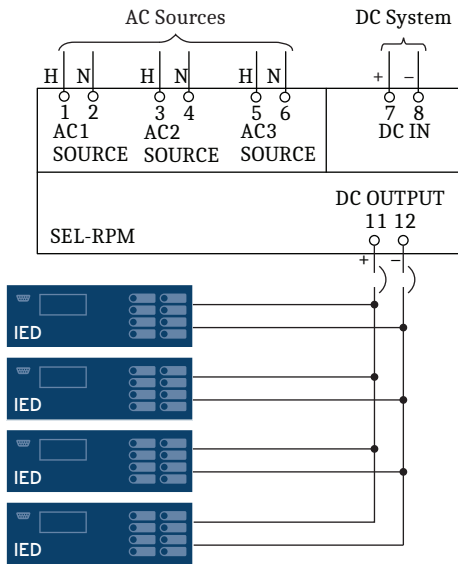 AC Sources DC System
H N H N H N + –
1 2 3 4 5 6 7 8
AC1 AC2 AC3 DC IN
SOURCE SOURCE SOURCE
DC OUTPUT
11 12
SEL-RPM
+ –
IED
IED
IED
IED